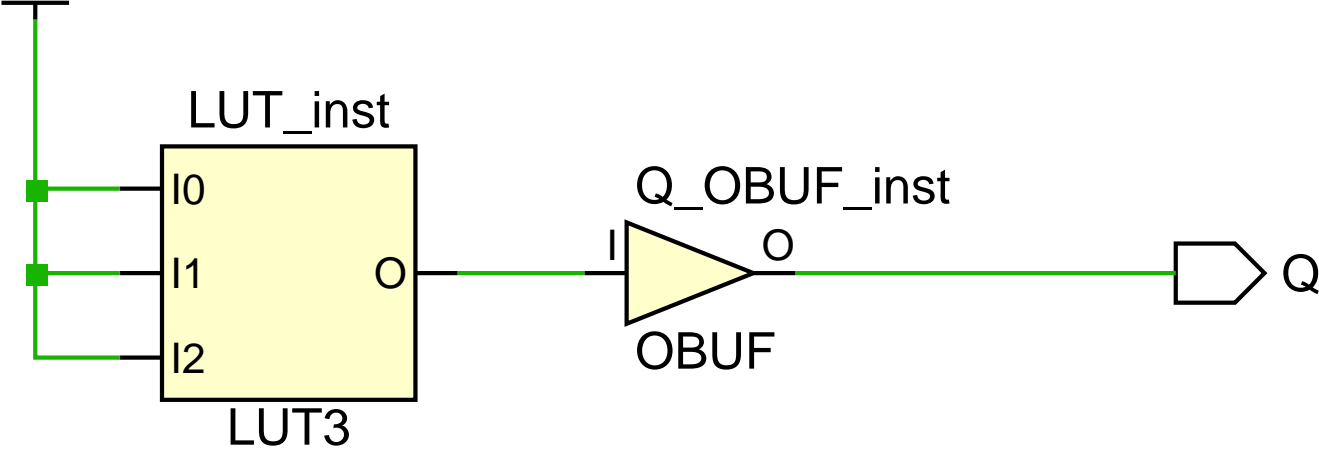 LUT_inst
I0
I1
I2
O
LUT3
Q_OBUF_inst
I
O
OBUF
Q